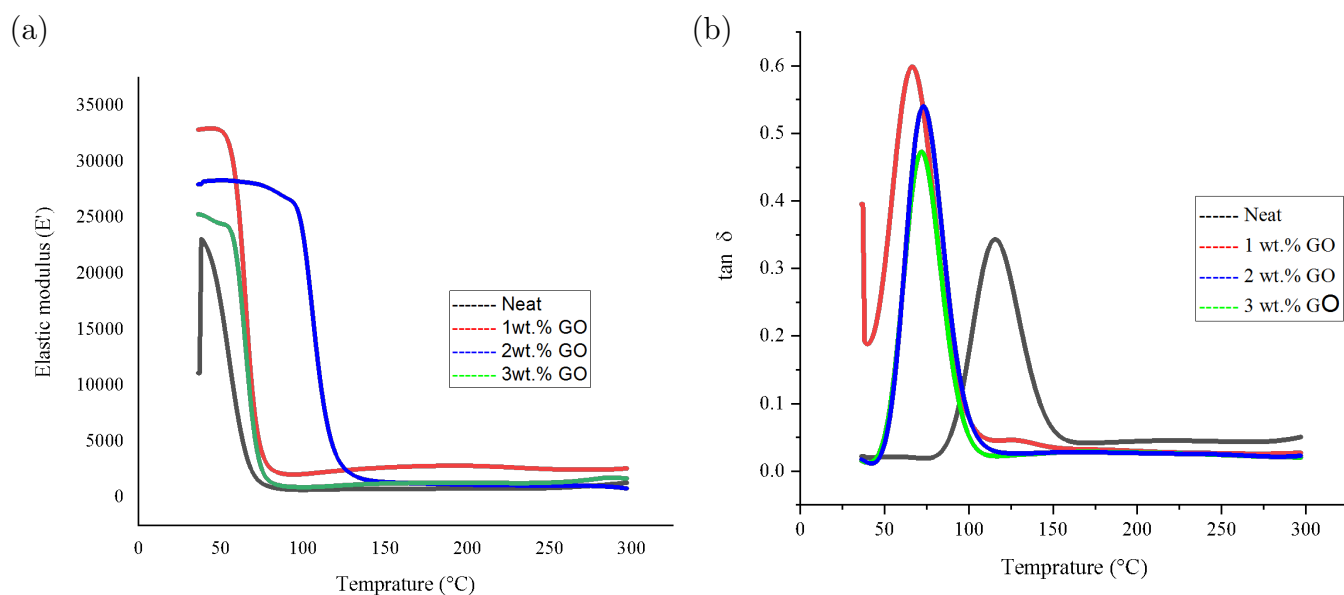 (a)
35000
30000
25000
20000
15000
10000
5000
0
Elastic modulus (E')
Neat
1wt.% GO
2wt.% GO
3wt.% GO
0 50 100 150 200 250 300
Temprature (°C)
(b)
0.6
0.5
0.4
0.3
0.2
0.1
0.0
tan δ
Neat
1 wt.% GO
2 wt.% GO
3 wt.% GO
0 50 100 150 200 250 300
Temprature (°C)